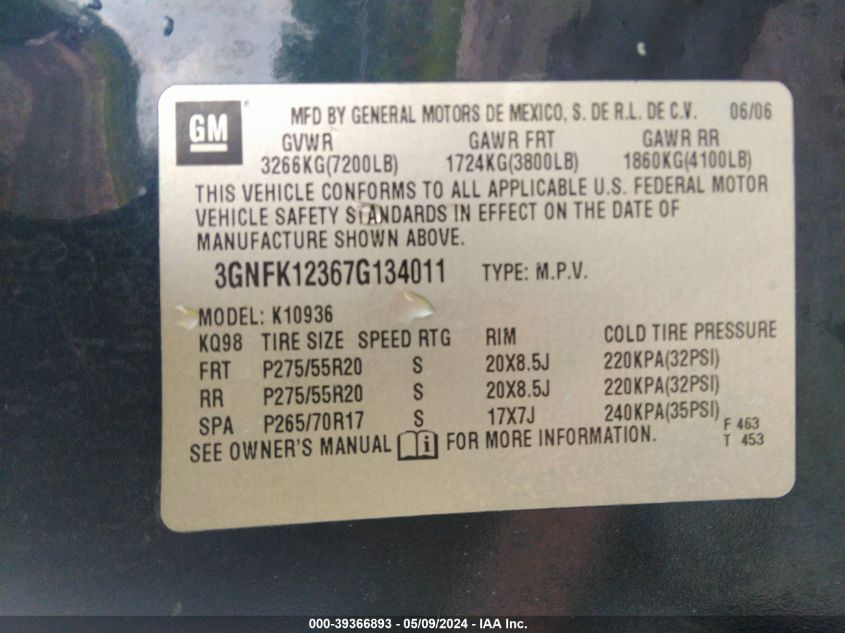 GM MFD BY GENERAL MOTORS DE MEXICO, S. DE R.L. DE C.V. 06/06
GVWR GAWR FRT GAWR RR
3266KG(7200LB) 1724KG(3800LB) 1860KG(4100LB)
THIS VEHICLE CONFORMS TO ALL APPLICABLE U.S. FEDERAL MOTOR
VEHICLE SAFETY STANDARDS IN EFFECT ON THE DATE OF
MANUFACTURE SHOWN ABOVE.
3GNFK12367G134011 TYPE: M.P.V.
MODEL: K10936
KQ98 TIRE SIZE SPEED RTG RIM COLD TIRE PRESSURE
FRT P275/55R20 S 20X8.5J 220KPA(32PSI)
RR P275/55R20 S 20X8.5J 220KPA(32PSI)
SPA P265/70R17 S 17X7J 240KPA(35PSI)
SEE OWNER'S MANUAL i FOR MORE INFORMATION.
F 463
T 453
000-39366893 - 05/09/2024 - IAA Inc.